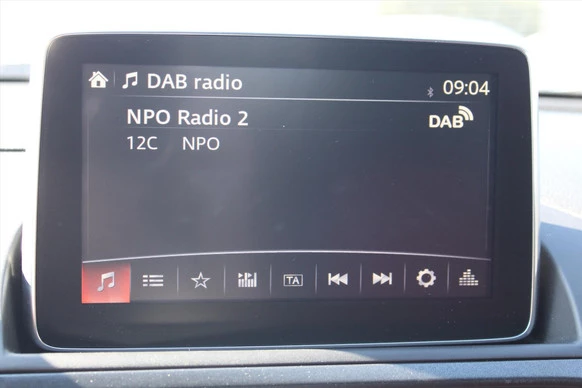 DAB radio 09:04
NPO Radio 2 DAB
12C NPO
TA